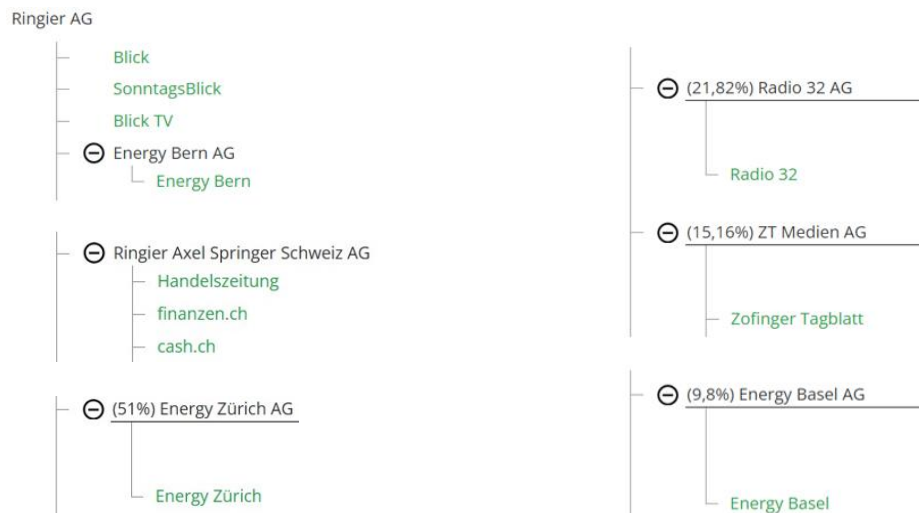 Ringier AG
Blick
SonntagsBlick
Blick TV
Energy Bern AG
Energy Bern
Ringier Axel Springer Schweiz AG
Handelszeitung
finanzen.ch
cash.ch
(51%) Energy Zürich AG
Energy Zürich
(21,82%) Radio 32 AG
Radio 32
(15,16%) ZT Medien AG
Zofinger Tagblatt
(9,8%) Energy Basel AG
Energy Basel